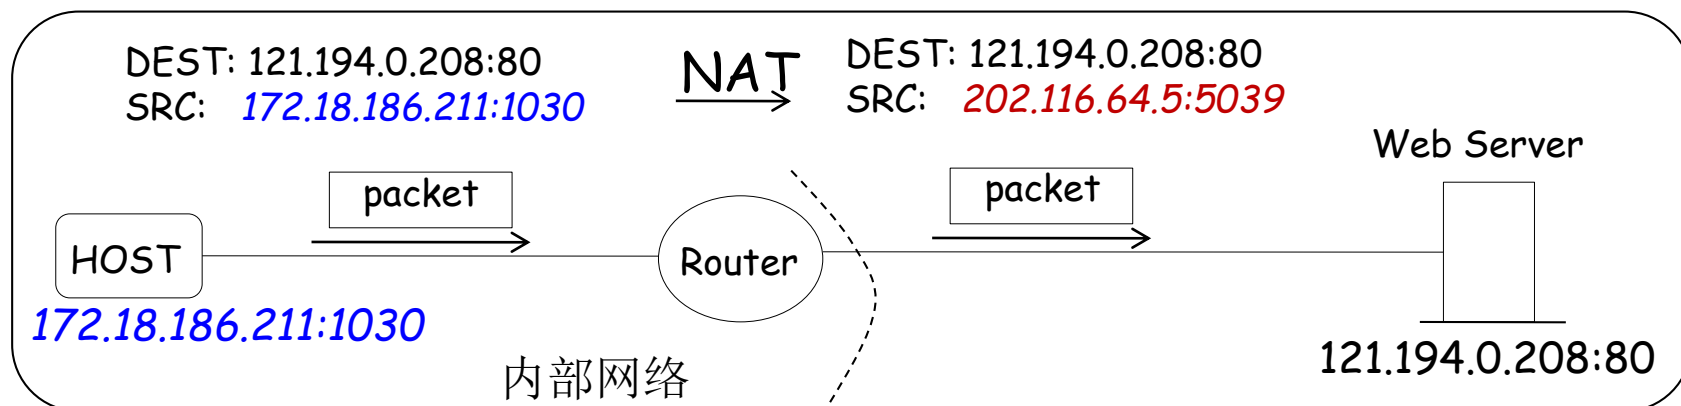 DEST: 121.194.0.208:80
SRC: 172.18.186.211:1030
NAT
DEST: 121.194.0.208:80
SRC: 202.116.64.5:5039
Web Server
packet
packet
HOST
Router
172.18.186.211:1030
121.194.0.208:80
内部网络